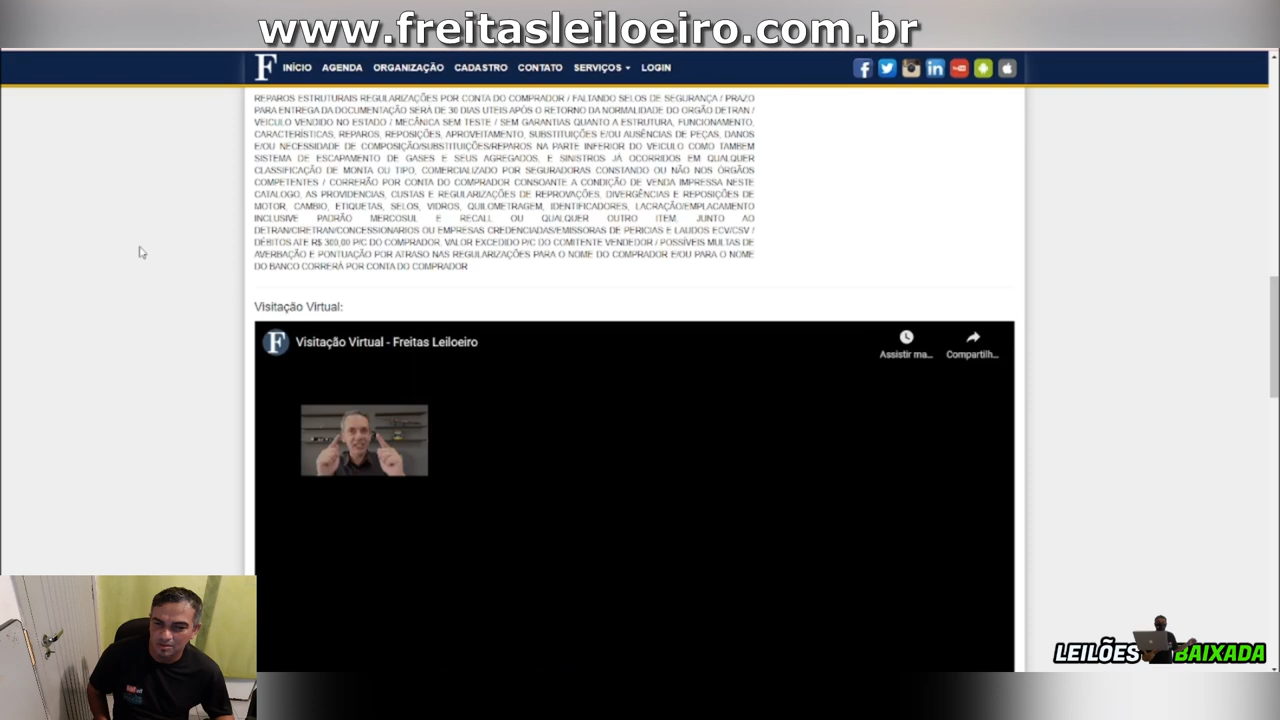 www.freitasleiloeiro.com.br
F INÍCIO AGENDA ORGANIZAÇÃO CADASTRO CONTATO SERVIÇOS LOGIN
REPAROS ESTRUTURAIS REGULARIZAÇÕES POR CONTA DO COMPRADOR / FALTANDO SELOS DE SEGURANÇA / PRAZO
PARA ENTREGA DA DOCUMENTAÇÃO SERÁ DE 30 DIAS UTEIS APÓS O RETORNO DA NORMALIDADE DO ORGÃO DETRAN /
VEICULO VENDIDO NO ESTADO / MECÂNICA SEM TESTE / SEM GARANTIAS QUANTO A ESTRUTURA, FUNCIONAMENTO,
CARACTERÍSTICAS, REPAROS, REPOSIÇÕES, APROVEITAMENTO, SUBSTITUIÇÕES E/OU AUSÊNCIAS DE PEÇAS, DANOS
E/OU NECESSIDADE DE COMPOSIÇÃO/SUBSTITUIÇÕES/REPAROS NA PARTE INFERIOR DO VEICULO COMO TAMBEM
SISTEMA DE ESCAPAMENTO DE GASES E SEUS AGREGADOS, E SINISTROS JÁ OCORRIDOS EM QUALQUER
CLASSIFICAÇÃO DE MONTA OU TIPO, COMERCIALIZADO POR SEGURADORAS CONSTANDO OU NÃO NOS ÓRGÃOS
COMPETENTES / CORRERÃO POR CONTA DO COMPRADOR CONSOANTE A CONDIÇÃO DE VENDA IMPRESSA NESTE
CATALOGO, AS PROVIDENCIAS, CUSTAS E REGULARIZAÇÕES DE REPROVAÇÕES, DIVERGÊNCIAS E REPOSIÇÕES DE
MOTOR, CAMBIO, ETIQUETAS, SELOS, VIDROS, QUILOMETRAGEM, IDENTIFICADORES, LACRAÇÃO/EMPLACAMENTO
INCLUSIVE PADRÃO MERCOSUL E RECALL OU QUALQUER OUTRO ITEM, JUNTO AO
DETRAN/CIRETRAN/CONCESSIONARIOS OU EMPRESAS CREDENCIADAS/EMISSORAS DE PERICIAS E LAUDOS ECV/CSV /
DÉBITOS ATE R$ 300,00 P/C DO COMPRADOR, VALOR EXCEDIDO P/C DO COMITENTE VENDEDOR / POSSÍVEIS MULTAS DE
AVERBAÇÃO E PONTUAÇÃO POR ATRASO NAS REGULARIZAÇÕES PARA O NOME DO COMPRADOR E/OU PARA O NOME
DO BANCO CORRERÁ POR CONTA DO COMPRADOR
Visitação Virtual:
F Visitação Virtual - Freitas Leiloeiro
Assistir ma... Compartilh...
LEILÕES BAIXADA